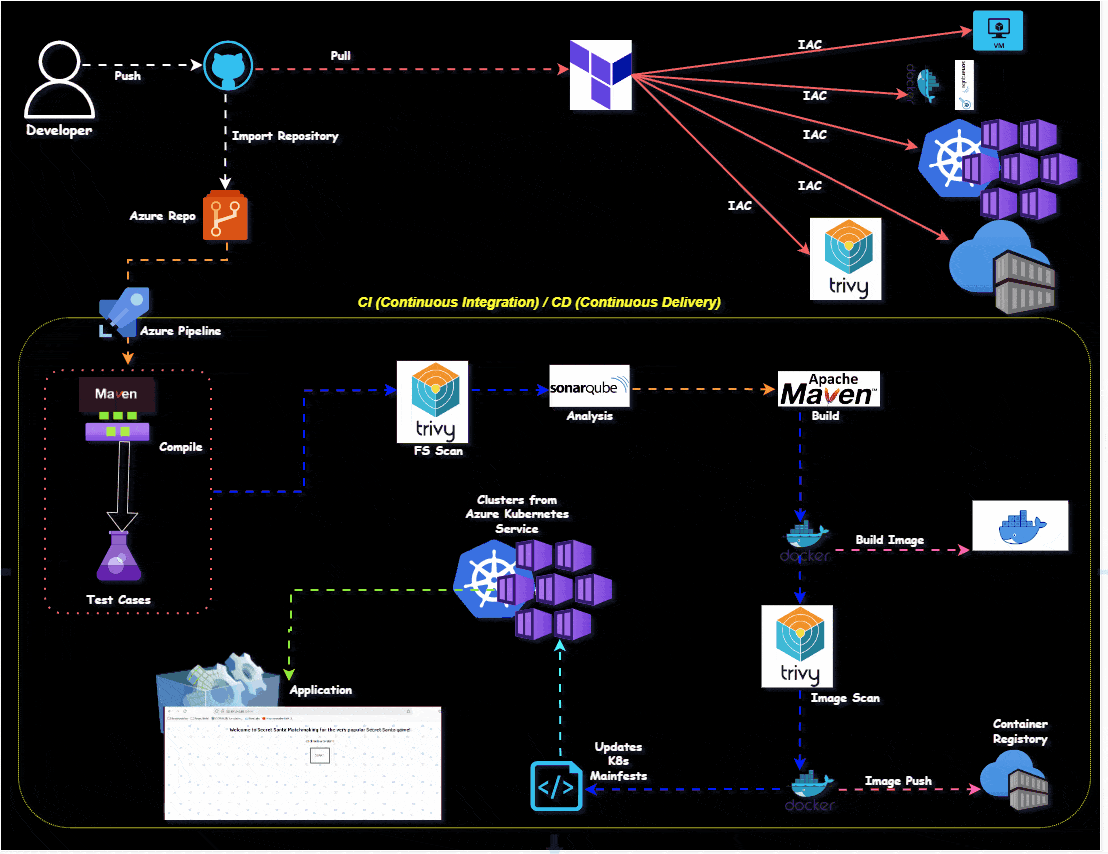 Pull
IAC
VM
Push
docker
IAC
sonarqube
Developer
Import Repository
IAC
IAC
Azure Repo
IAC
trivy
CI (Continuous Integration) / CD (Continuous Delivery)
Azure Pipeline
Maven
Compile
Test Cases
trivy
FS Scan
sonarqube
Analysis
Apache
Maven™
Build
Clusters from
Azure Kubernetes
Service
docker
Build Image
trivy
Image Scan
Application
Welcome to Secret Santa Matchmaking for the very popular Secret Santa game!
Updates
K8s
Mainfests
docker
Image Push
Container
Registory